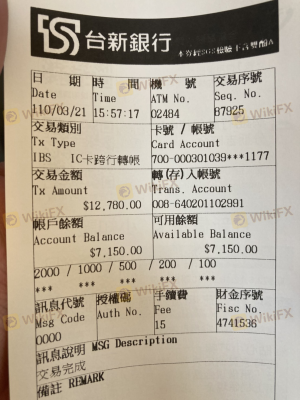 台新銀行
日期 時間 機號 交易序號
Date Time ATM No. Seq. No.
110/03/21 15:57:17 02484 87925
交易類別 卡號 / 帳號
Tx Type Card Account
IBS IC卡跨行轉帳 700-000301039***1177
交易金額 轉(存)入帳號
Tx Amount Trans. Account
$12,780.00 008-640201102991
帳戶餘額 可用餘額
Account Balance Available Balance
$7,150.00 $7,150.00
2000 / 1000 / 500 / 200 / 100
*** *** *** *** ***
訊息代號 授權碼 手續費 財金序號
Msg Code Auth No. Fee Fisc No.
0000 15 4741536
訊息說明 MSG Description
交易完成
備註 REMARK
WikiFX